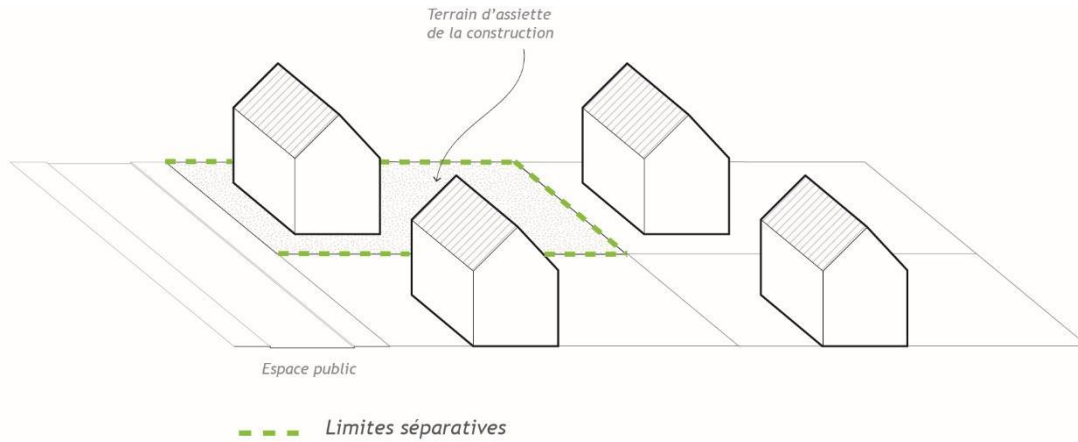 Terrain d'assiette
de la construction
Espace public
Limites séparatives